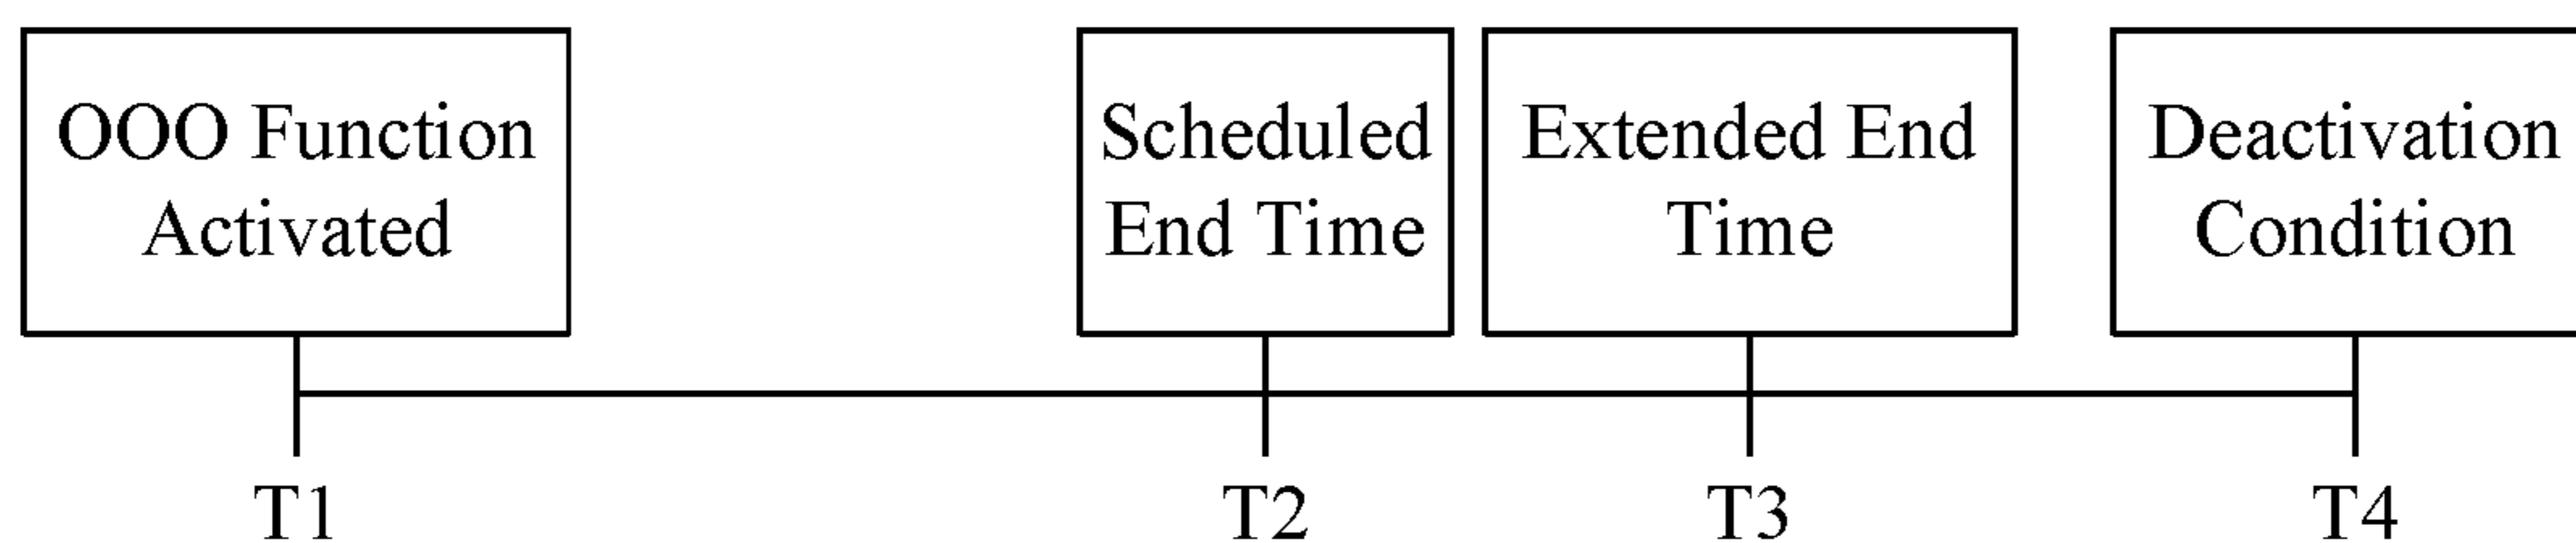 OOO Function
Activated
Scheduled
End Time
Extended End
Time
Deactivation
Condition
T1
T2
T3
T4